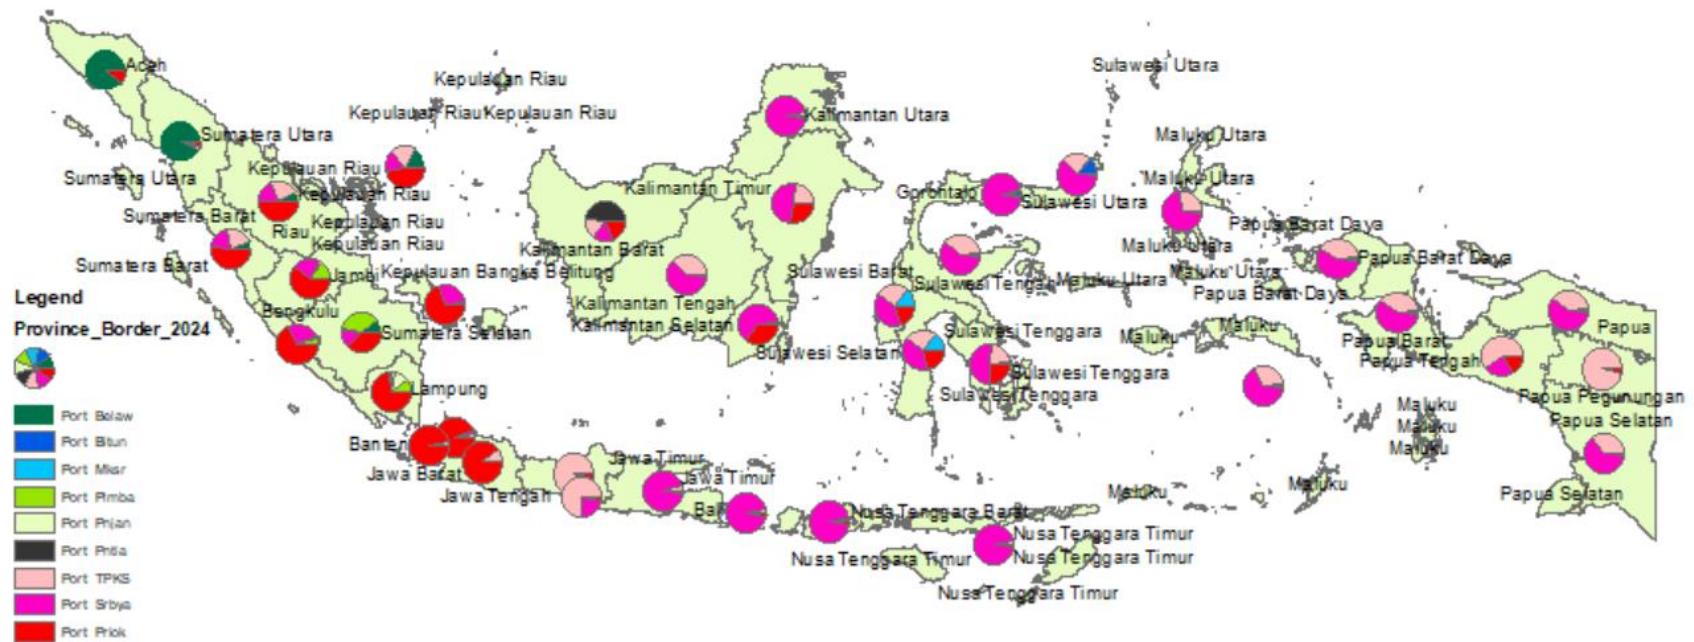 Aceh
Kepulauan Riau
Sulawesi Utara
Kepulauan Riau Kepulauan Riau
Kalimantan Utara
Sumatera Utara
Maluku Utara
Kepulauan Riau
Sumatera Utara
Kalimantan Timur
Maluku Utara
Kepulauan Riau
Gorontalo
Sulawesi Utara
Sumatera Barat
Kepulauan Riau
Papua Barat Daya
Riau
Kepulauan Riau
Kalimantan Barat
Maluku Utara
Papua Barat Daya
Sumatera Barat
Jambi
Kepulauan Bangka Belitung
Sulawesi Barat
Sulawesi Tengah
Maluku Utara
Maluku Utara
Papua Barat Daya
Legend
Province_Border_2024
Bengkulu
Sumatera Selatan
Kalimantan Tengah
Kalimantan Selatan
Sulawesi Tenggara
Maluku
Maluku
Papua
Papua Barat
Sulawesi Selatan
Papua Tengah
Sulawesi Tenggara
Lampung
Sulawesi Tenggara
Papua Pegunungan
Maluku
Papua Selatan
Maluku
Maluku
Banten
Jawa Barat
Jawa Tengah
Jawa Timur
Jawa Timur
Bali
Nusa Tenggara Barat
Maluku
Maluku
Papua Selatan
Nusa Tenggara Timur
Nusa Tenggara Timur
Nusa Tenggara Timur
Nusa Tenggara Timur
Port Belaw
Port Bitun
Port Mksr
Port Plmba
Port Pnjan
Port Pntia
Port TPKS
Port Srbya
Port Priok